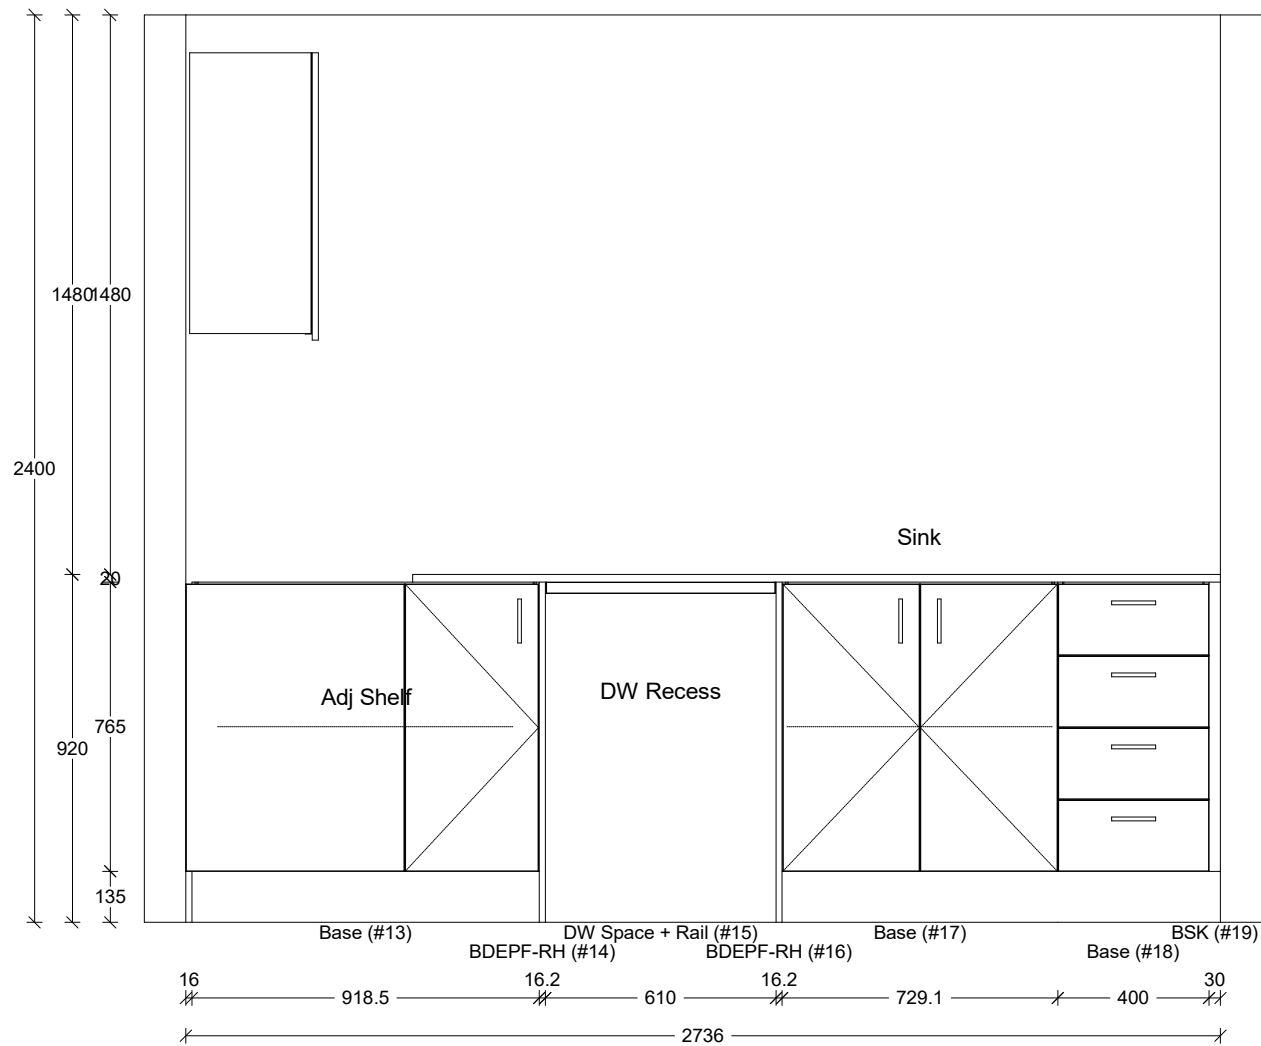 1480
1480
2400
Sink
20
Adj Shelf
DW Recess
765
920
135
Base (#13)
DW Space + Rail (#15)
Base (#17)
BSK (#19)
BDEPF-RH (#14)
BDEPF-RH (#16)
Base (#18)
16
16.2
16.2
30
918.5
610
729.1
400
2736